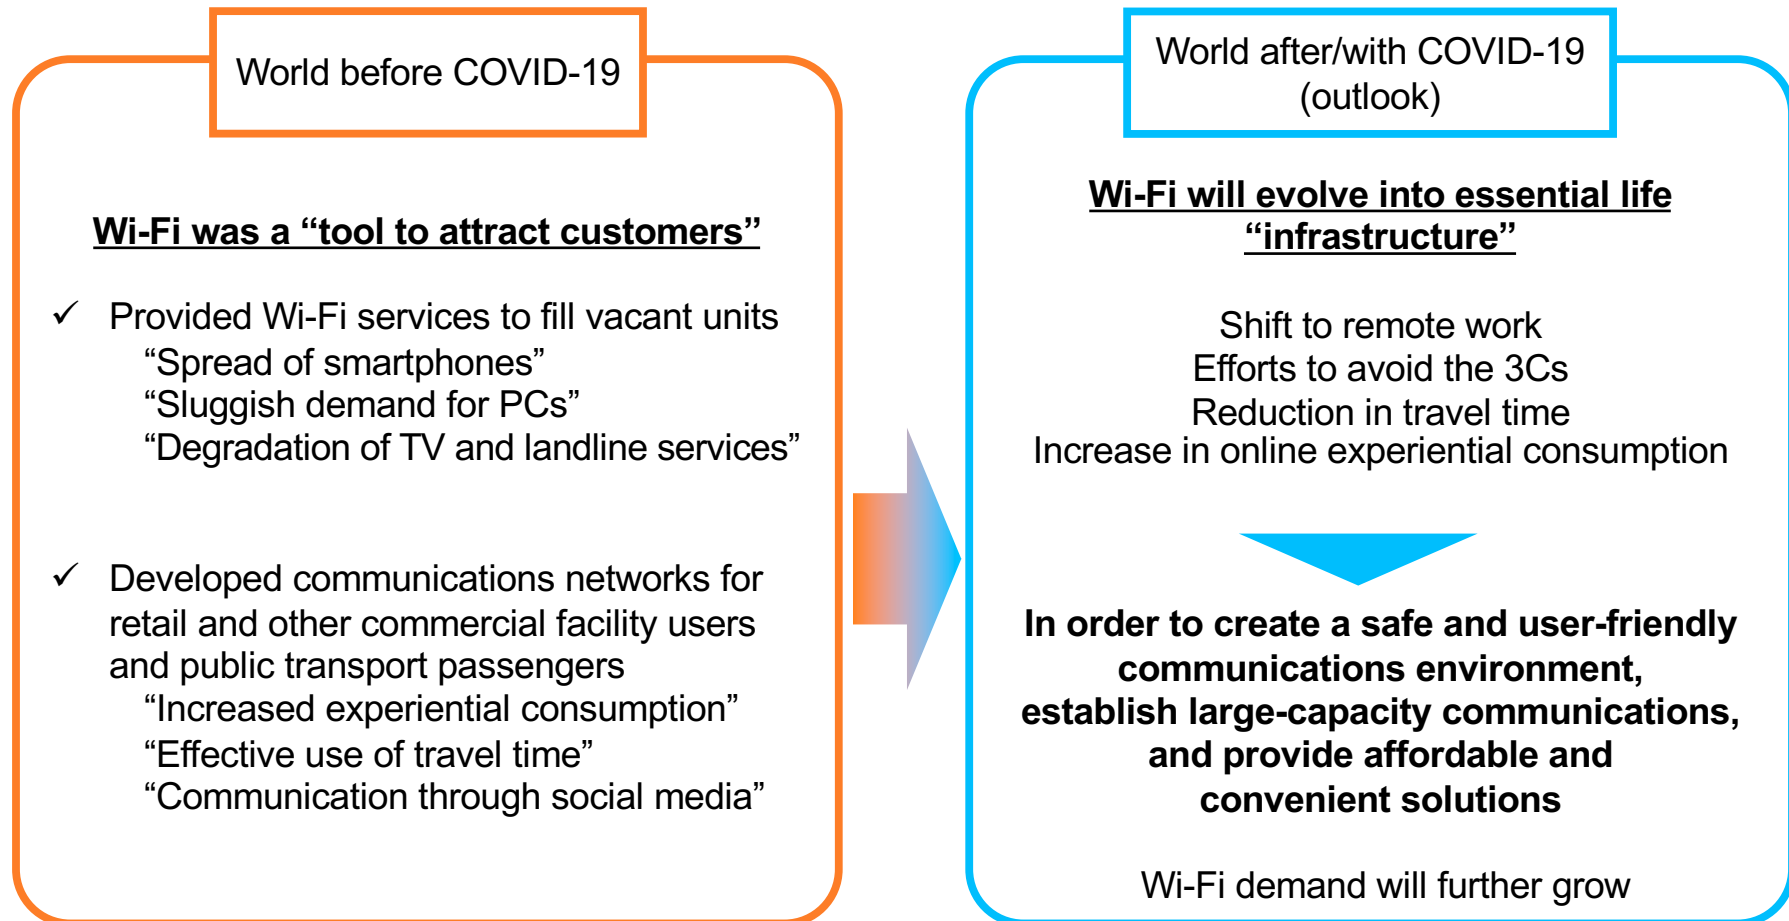 World before COVID-19
Wi-Fi was a “tool to attract customers”
✓ Provided Wi-Fi services to fill vacant units
“Spread of smartphones”
“Sluggish demand for PCs”
“Degradation of TV and landline services”
✓ Developed communications networks for
retail and other commercial facility users
and public transport passengers
“Increased experiential consumption”
“Effective use of travel time”
“Communication through social media”
World after/with COVID-19
(outlook)
Wi-Fi will evolve into essential life
“infrastructure”
Shift to remote work
Efforts to avoid the 3Cs
Reduction in travel time
Increase in online experiential consumption
In order to create a safe and user-friendly
communications environment,
establish large-capacity communications,
and provide affordable and
convenient solutions
Wi-Fi demand will further grow